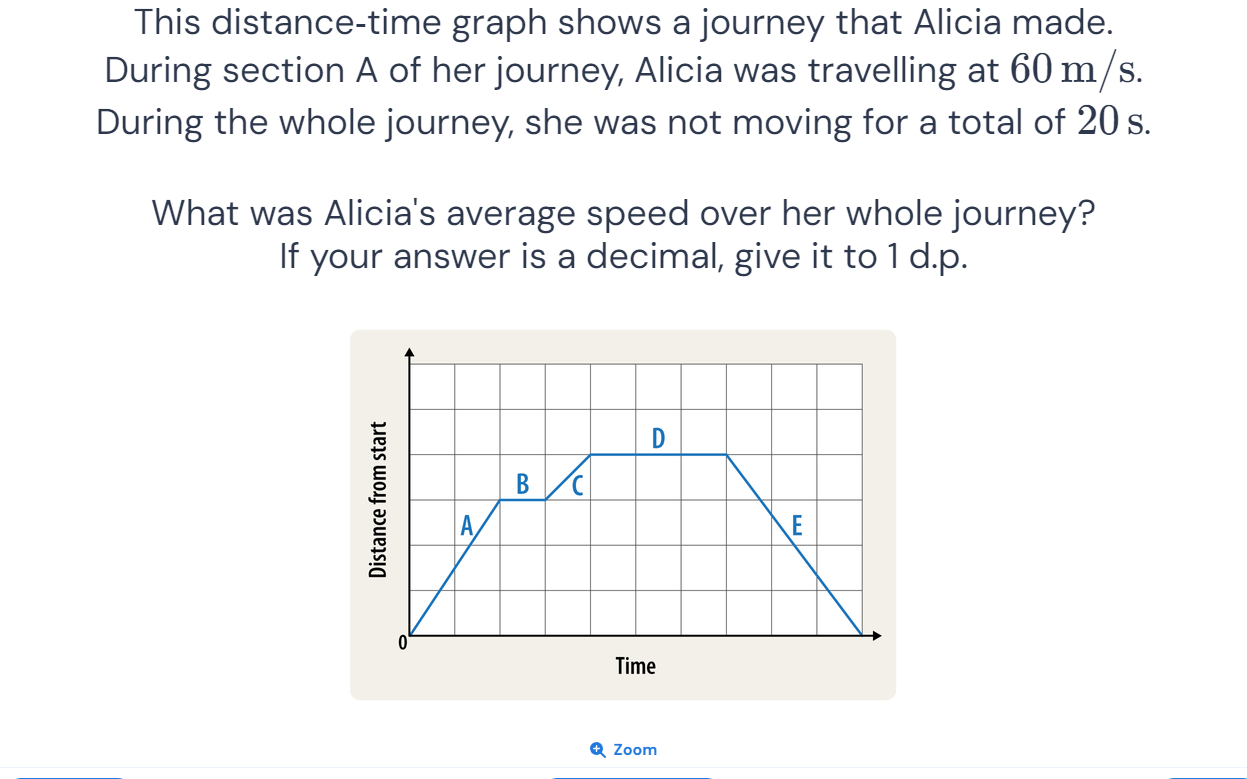 This distance-time graph shows a journey that Alicia made.
During section A of her journey, Alicia was travelling at 60 m/s.
During the whole journey, she was not moving for a total of 20 s.
What was Alicia's average speed over her whole journey?
If your answer is a decimal, give it to 1 d.p.
Distance from start
D
B
C
A
E
0
Time
Zoom